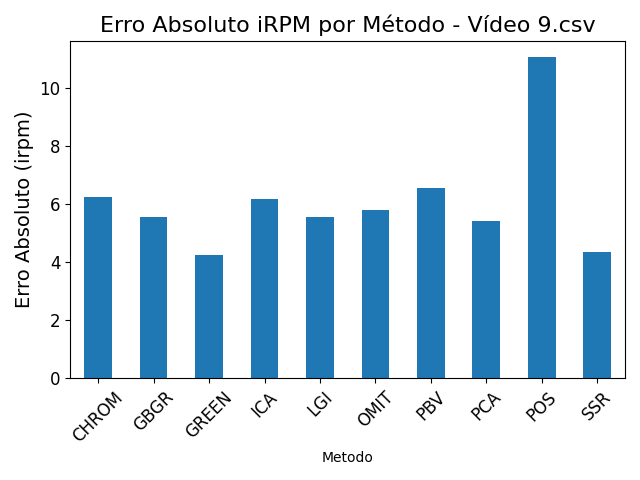 Erro Absoluto iRPM por Método - Vídeo 9.csv
Erro Absoluto (irpm)
10
8
6
4
2
0
CHROM
GBGR
GREEN
ICA
LGI
OMIT
PBV
PCA
POS
SSR
Metodo